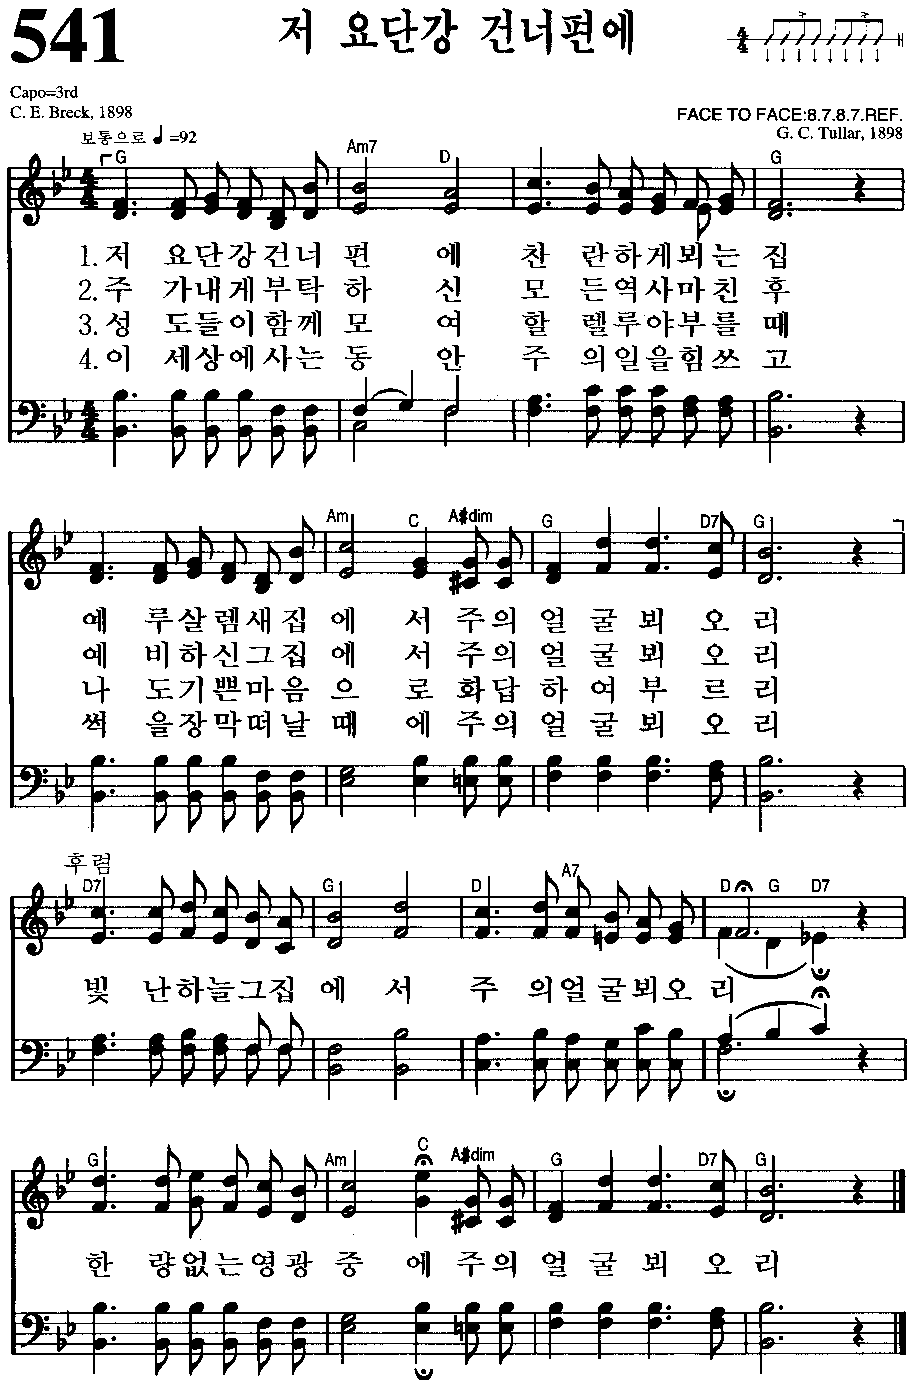 541 저 요단강 건너편에
Capo=3rd
C. E. Breck, 1898
FACE TO FACE:8.7.8.7.REF.
G. C. Tullar, 1898
보통으로 ♩=92
G Am7 D G
1.저 요단강건너 편 에 찬 란하게뵈는 집
2.주 가내게부탁 하 신 모 든역사마친 후
3.성 도들이함께 모 여 할 렐루야부를 때
4.이 세상에사는 동 안 주 의일을힘쓰 고
Am C A#dim G D7 G
예 루살렘새집 에 서 주의 얼 굴 뵈 오 리
예 비하신그집 에 서 주의 얼 굴 뵈 오 리
나 도기쁜마음 으 로 화답 하 여 부 르 리
썩 을장막떠날 때 에 주의 얼 굴 뵈 오 리
후렴
D7 G D A7 D G D7
빛 난하늘그집 에 서 주 의얼굴뵈오 리
G Am C A#dim G D7 G
한 량없는영광 중 에 주의 얼 굴 뵈 오 리